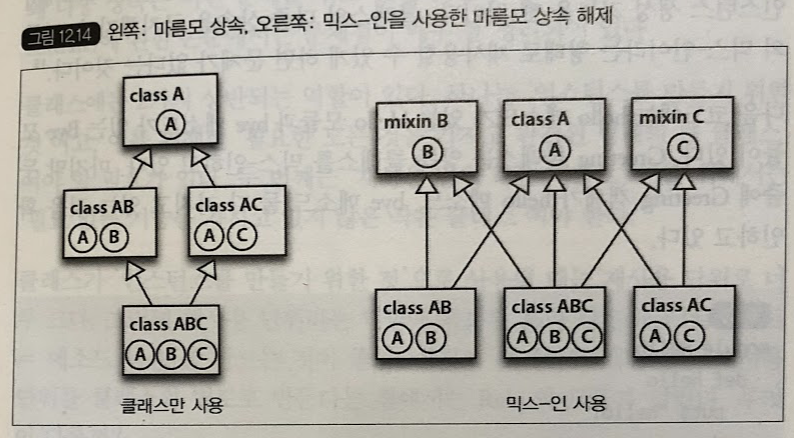 그림 12.14 왼쪽: 마름모 상속, 오른쪽: 믹스-인을 사용한 마름모 상속 해제
class A
A
class AB
A B
class AC
A C
class ABC
A B C
클래스만 사용
mixin B
B
class A
A
mixin C
C
class AB
A B
class ABC
A B C
class AC
A C
믹스-인 사용